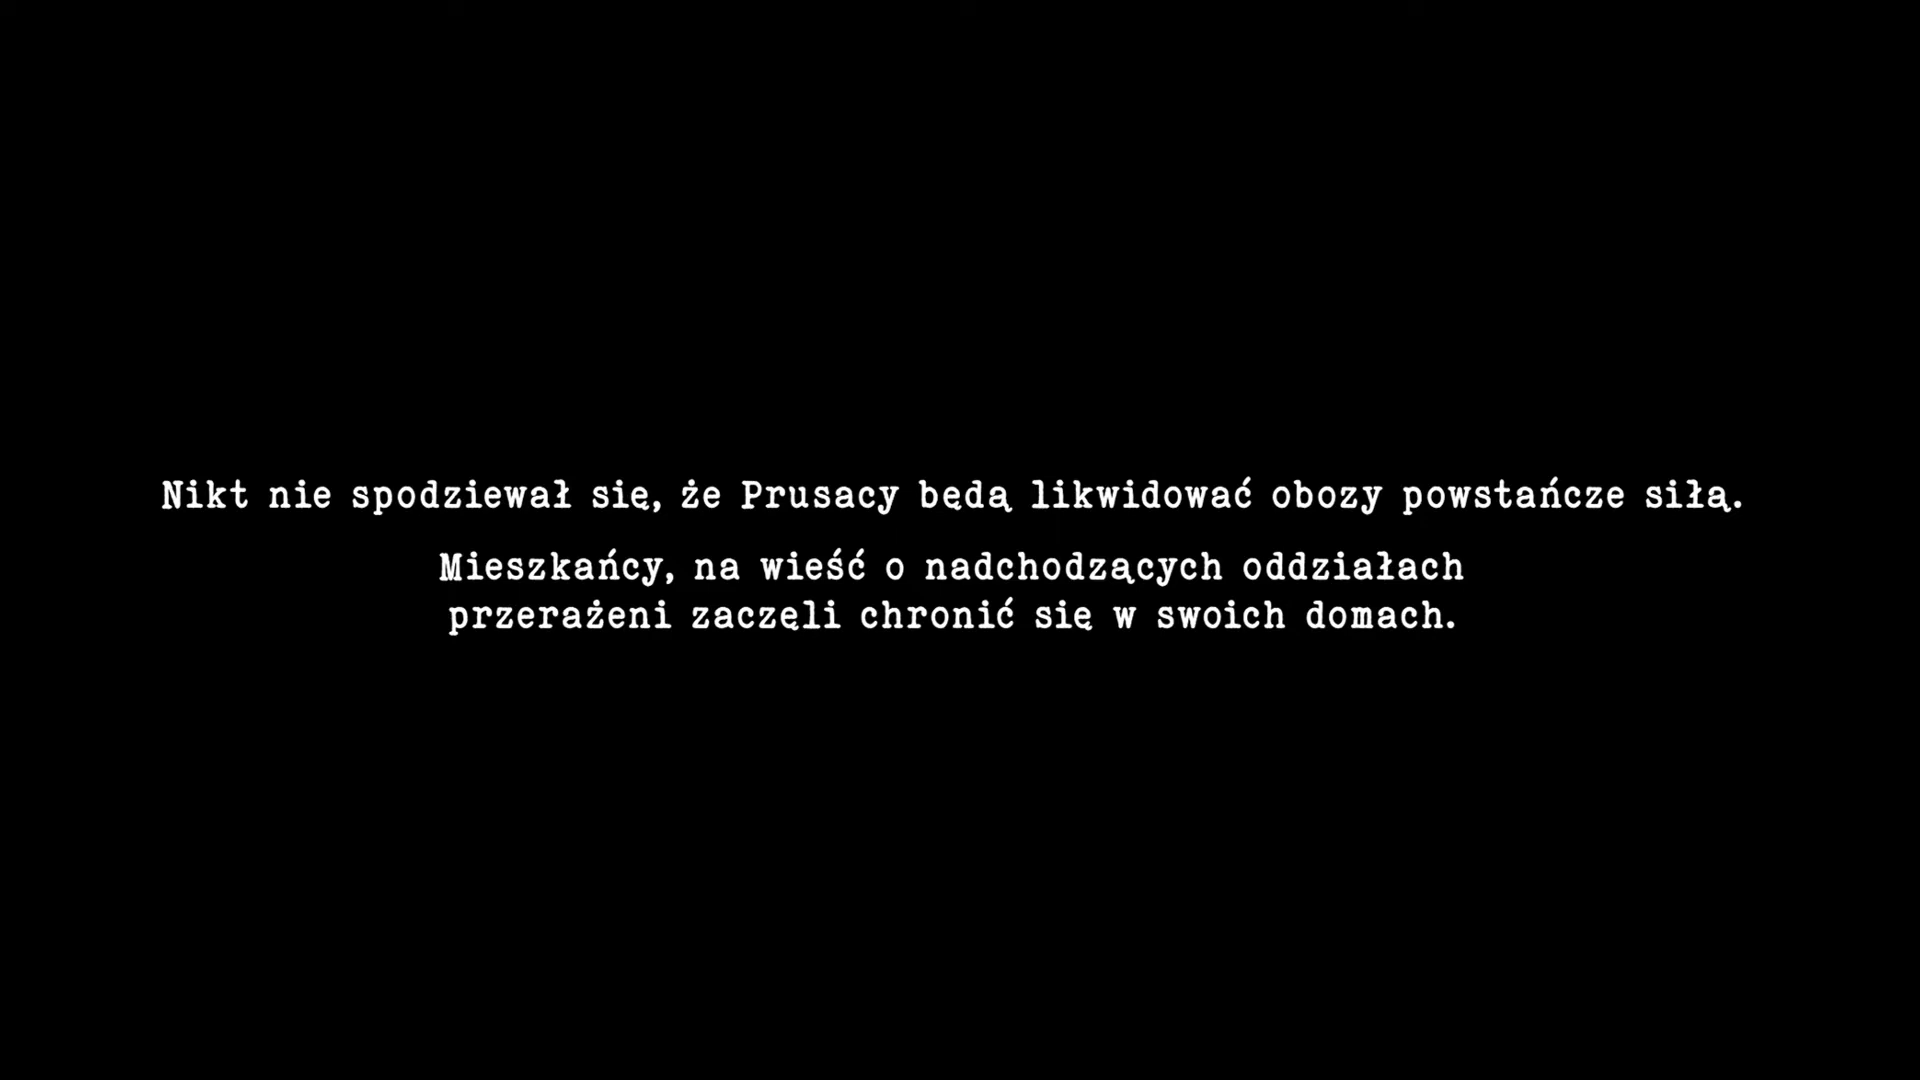 Nikt nie spodziewał się, że Prusacy będą likwidować obozy powstańcze siłą.
Mieszkańcy, na wieść o nadchodzących oddziałach
przerażeni zaczęli chronić się w swoich domach.